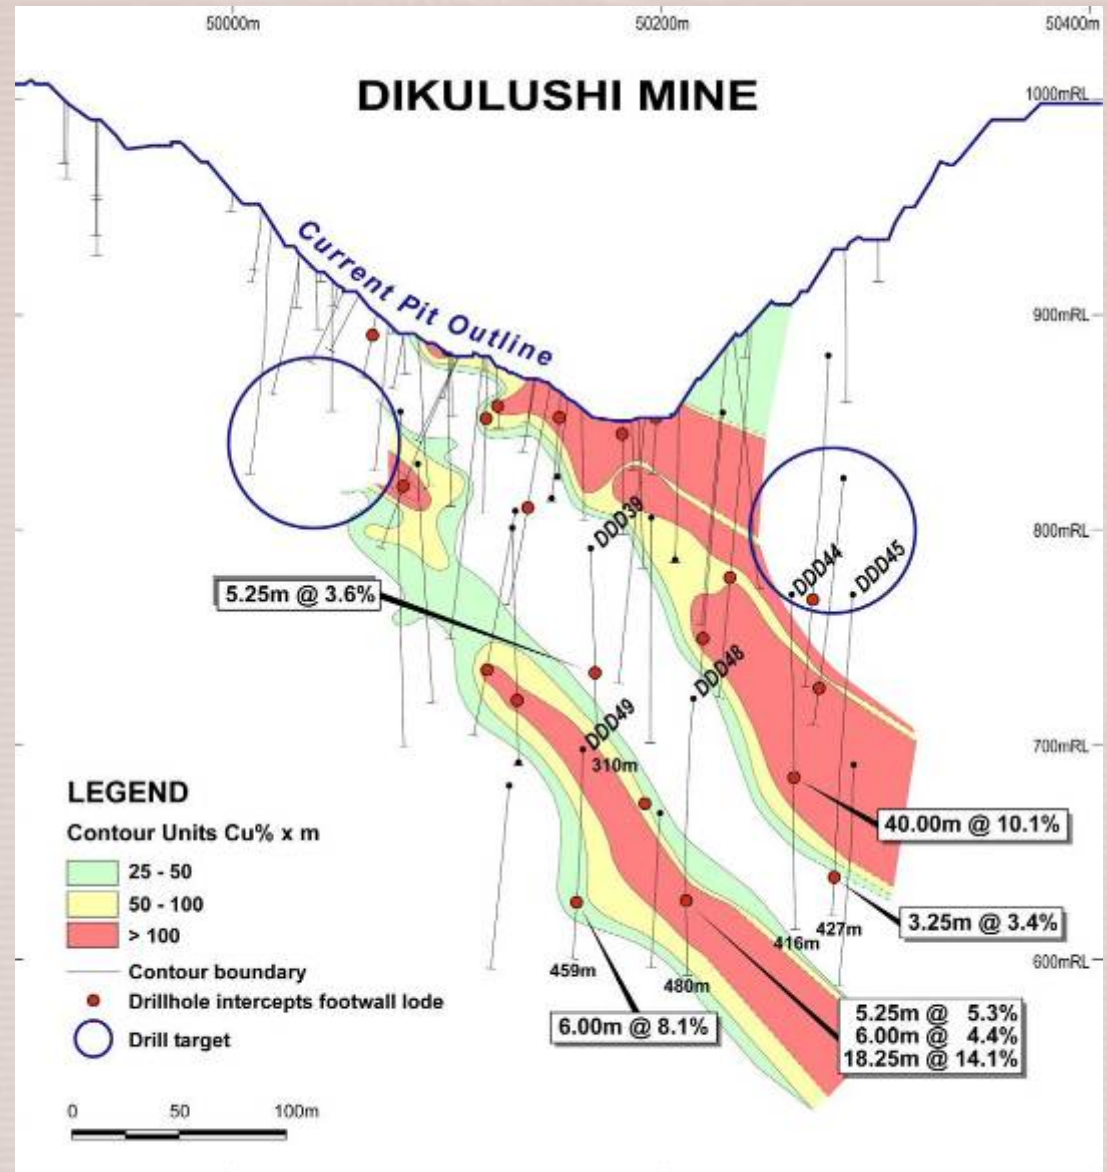 50000m
50200m
50400m
DIKULUSHI MINE
1000mRL
Current Pit Outline
900mRL
800mRL
DDD39
DDD44
DDD45
5.25m @ 3.6%
DDD48
DDD49
310m
700mRL
LEGEND
Contour Units Cu% x m
25 - 50
50 - 100
> 100
Contour boundary
Drillhole intercepts footwall lode
Drill target
40.00m @ 10.1%
3.25m @ 3.4%
427m
416m
600mRL
459m
480m
6.00m @ 8.1%
5.25m @ 5.3%
6.00m @ 4.4%
18.25m @ 14.1%
0 50 100m